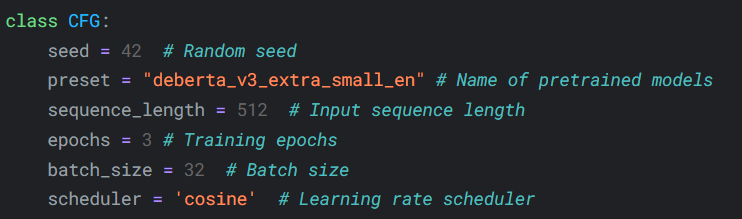 class CFG:
    seed = 42  # Random seed
    preset = "deberta_v3_extra_small_en" # Name of pretrained models
    sequence_length = 512  # Input sequence length
    epochs = 3 # Training epochs
    batch_size = 32  # Batch size
    scheduler = 'cosine'  # Learning rate scheduler